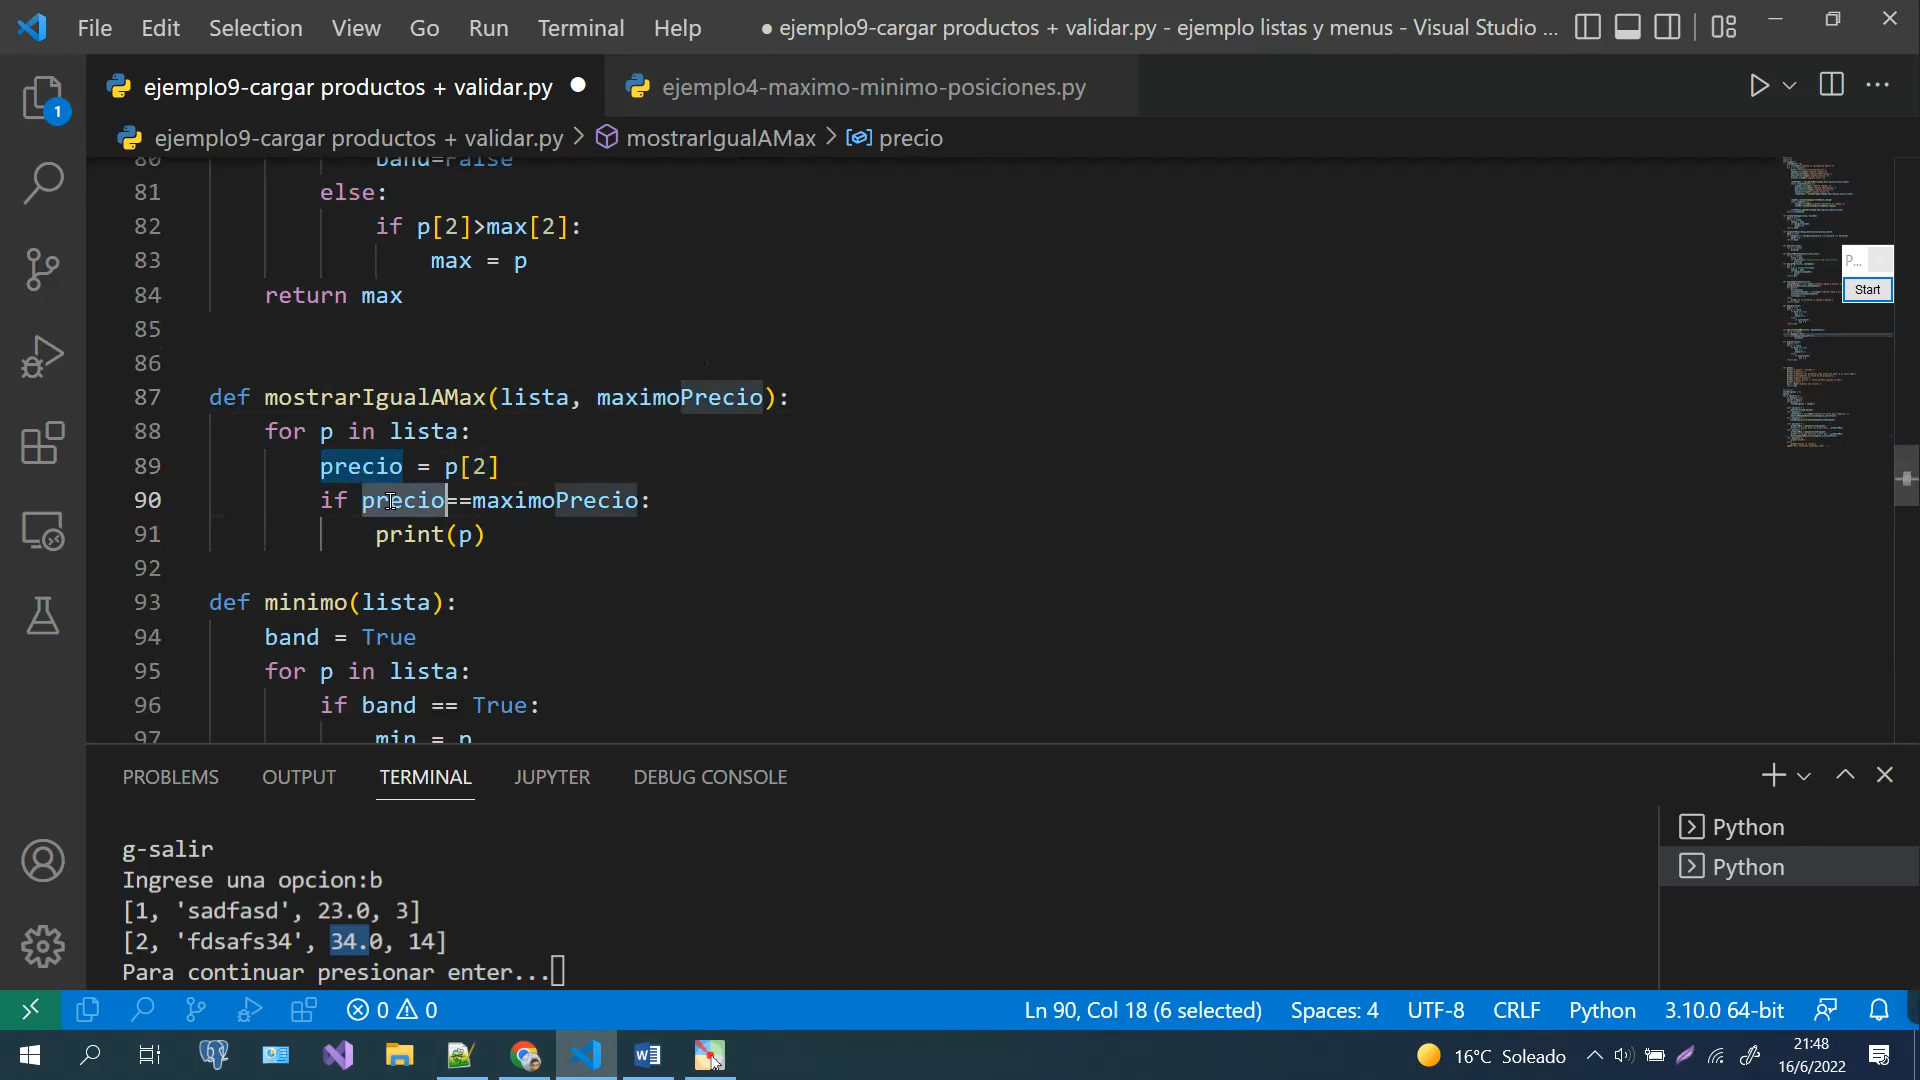 File Edit Selection View Go Run Terminal Help ● ejemplo9-cargar productos + validar.py - ejemplo listas y menus - Visual Studio ...
1
ejemplo9-cargar productos + validar.py ●
ejemplo4-maximo-minimo-posiciones.py
ejemplo9-cargar productos + validar.py > mostrarIgualAMax > precio
80 band=False
81 else:
82 if p[2]>max[2]:
83 max = p
84 return max
85
86
87 def mostrarIgualAMax(lista, maximoPrecio):
88 for p in lista:
89 precio = p[2]
90 if precio==maximoPrecio:
91 print(p)
92
93 def minimo(lista):
94 band = True
95 for p in lista:
96 if band == True:
97 min = p
P...
Start
PROBLEMS OUTPUT TERMINAL JUPYTER DEBUG CONSOLE
g-salir
Ingrese una opcion:b
[1, 'sadfasd', 23.0, 3]
[2, 'fdsafs34', 34.0, 14]
Para continuar presionar enter...
Python
Python
0 0 Ln 90, Col 18 (6 selected) Spaces: 4 UTF-8 CRLF Python 3.10.0 64-bit
16°C Soleado
21:48
16/6/2022